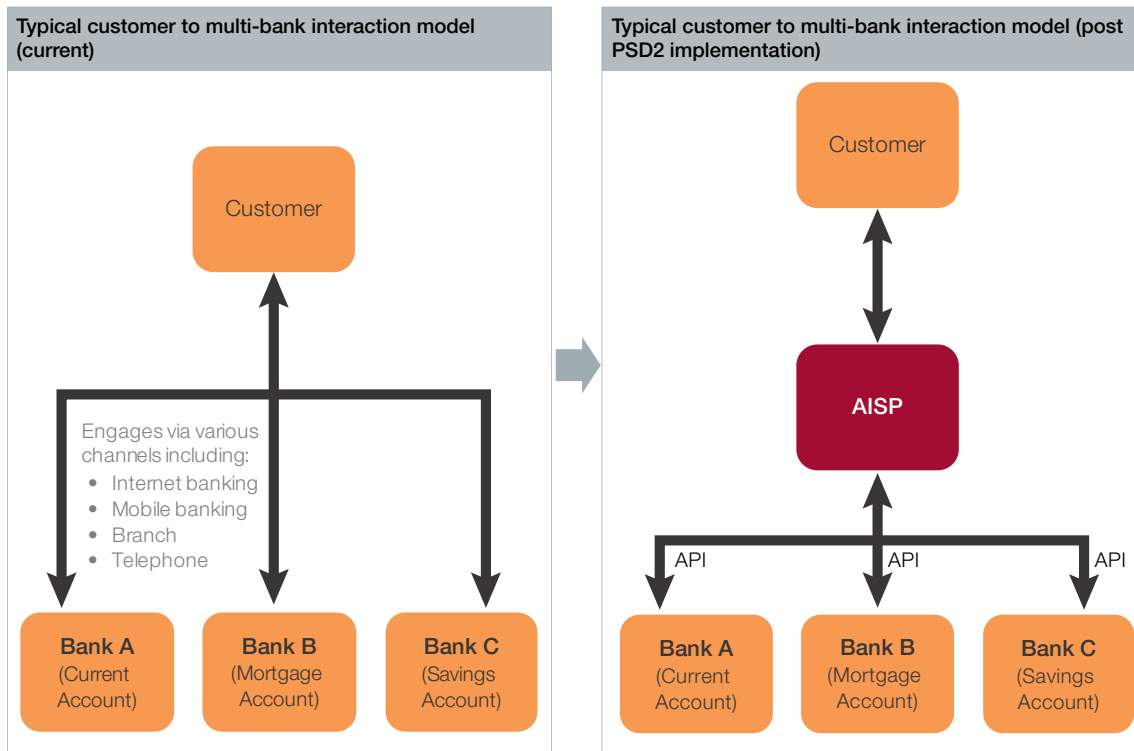 Typical customer to multi-bank interaction model
(current)
Customer
Engages via various
channels including:
• Internet banking
• Mobile banking
• Branch
• Telephone
Bank A
(Current
Account)
Bank B
(Mortgage
Account)
Bank C
(Savings
Account)
Typical customer to multi-bank interaction model (post
PSD2 implementation)
Customer
AISP
API
API
API
Bank A
(Current
Account)
Bank B
(Mortgage
Account)
Bank C
(Savings
Account)